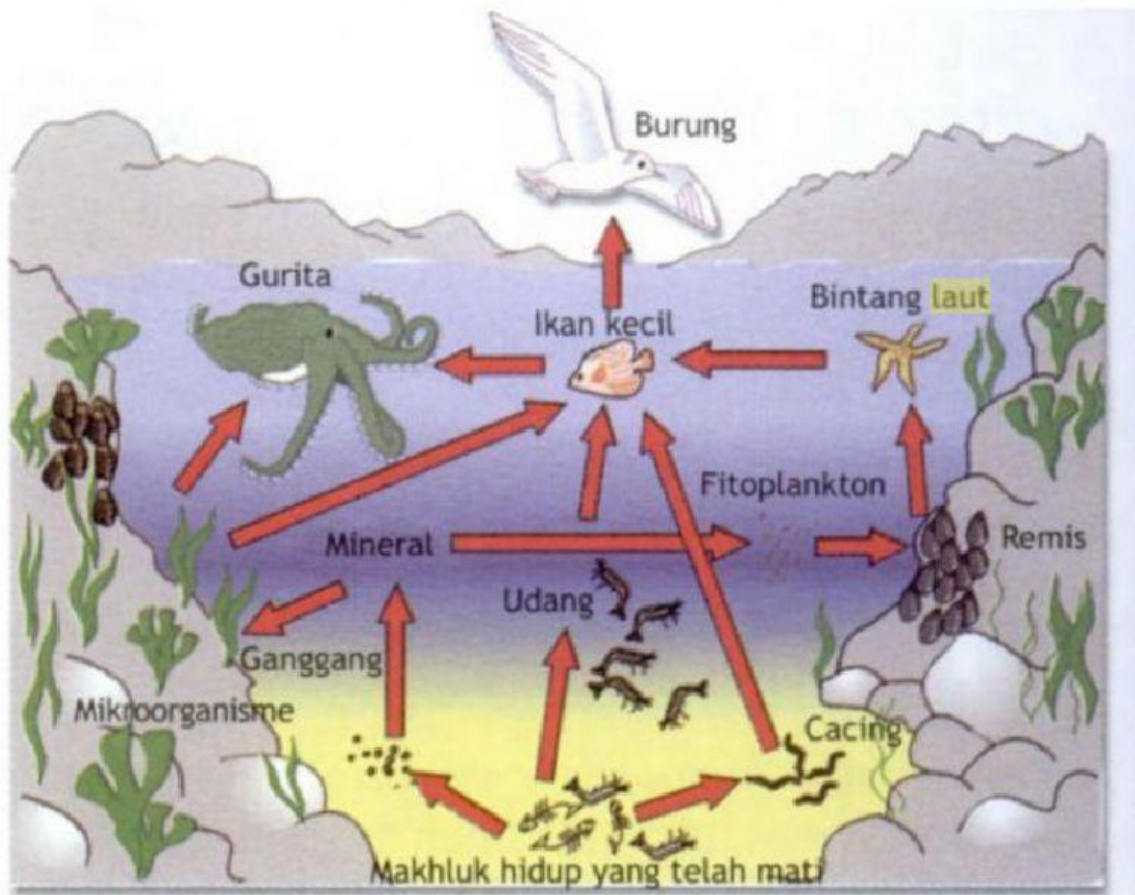 Burung
Gurita
Bintang laut
Ikan kecil
Fitoplankton
Mineral
Remis
Udang
Ganggang
Mikroorganisme
Cacing
Makhluk hidup yang telah mati